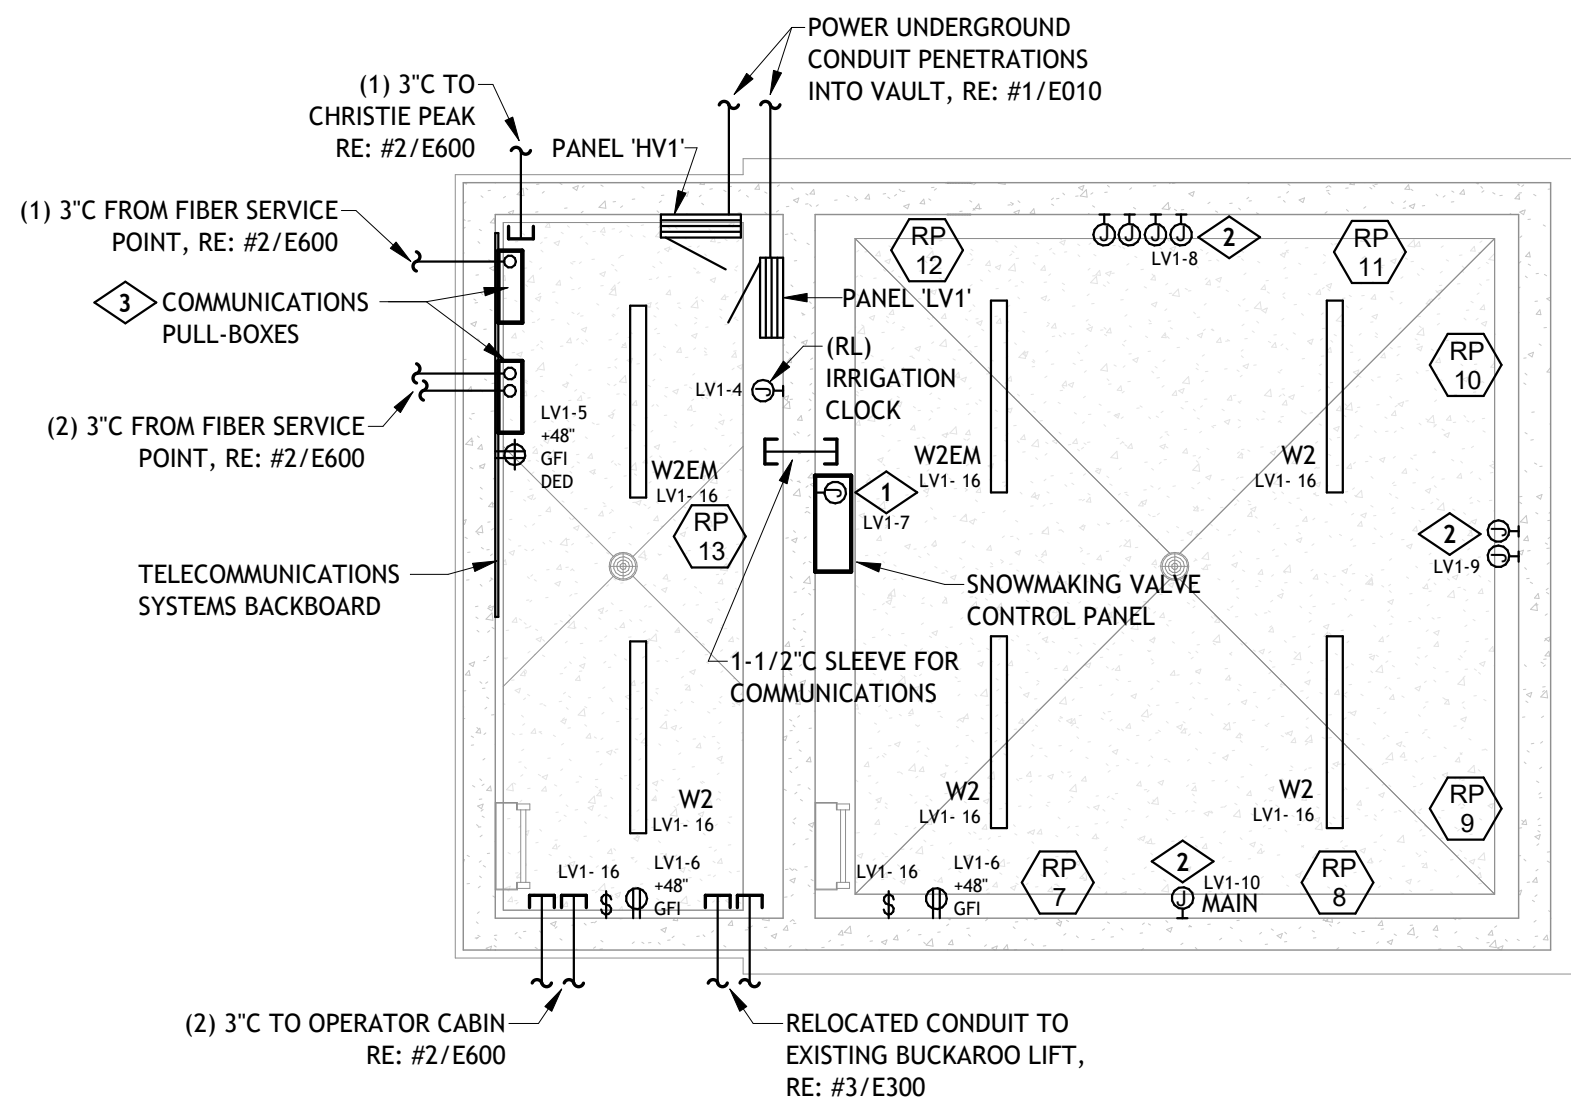 POWER UNDERGROUND
CONDUIT PENETRATIONS
INTO VAULT, RE: #1/E010
(1) 3"C TO
CHRISTIE PEAK
RE: #2/E600
PANEL 'HV1'
(1) 3"C FROM FIBER SERVICE
POINT, RE: #2/E600
3
COMMUNICATIONS
PULL-BOXES
(2) 3"C FROM FIBER SERVICE
POINT, RE: #2/E600
LV1-5
+48"
GFI
DED
TELECOMMUNICATIONS
SYSTEMS BACKBOARD
PANEL 'LV1'
(RL)
IRRIGATION
CLOCK
LV1-4
J
W2EM
LV1- 16
RP
13
RP
12
J
J
J
J
2
LV1-8
RP
11
RP
10
W2EM
LV1- 16
W2
LV1- 16
J
1
LV1-7
2
J
J
LV1-9
SNOWMAKING VALVE
CONTROL PANEL
1-1/2"C SLEEVE FOR
COMMUNICATIONS
W2
LV1- 16
W2
LV1- 16
W2
LV1- 16
RP
9
LV1- 16
$
LV1-6
+48"
GFI
LV1- 16
$
LV1-6
+48"
GFI
RP
7
2
J
LV1-10
MAIN
RP
8
(2) 3"C TO OPERATOR CABIN
RE: #2/E600
RELOCATED CONDUIT TO
EXISTING BUCKAROO LIFT,
RE: #3/E300